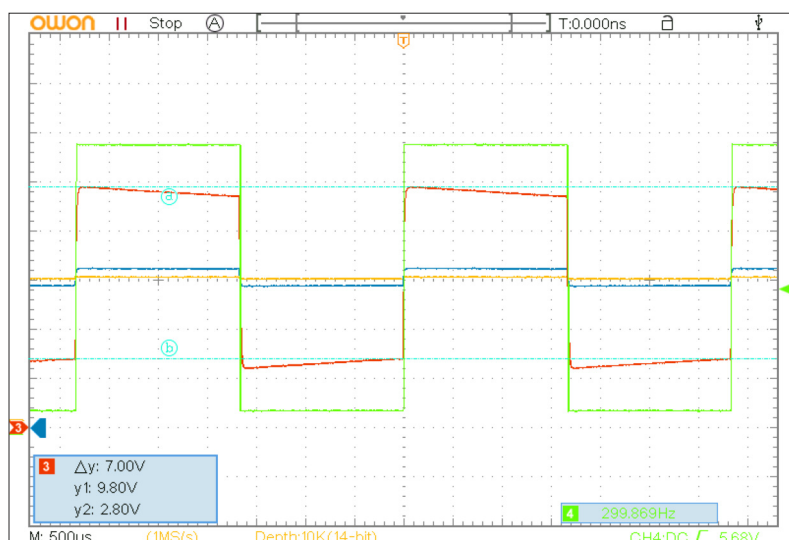 owon Stop A T:0.000ns
T
a
b
3
3 △y: 7.00V
y1: 9.80V
y2: 2.80V
4 299.869Hz
M: 500us (1MS/s) Depth:10K(14-bit) CH4:DC 5.68V